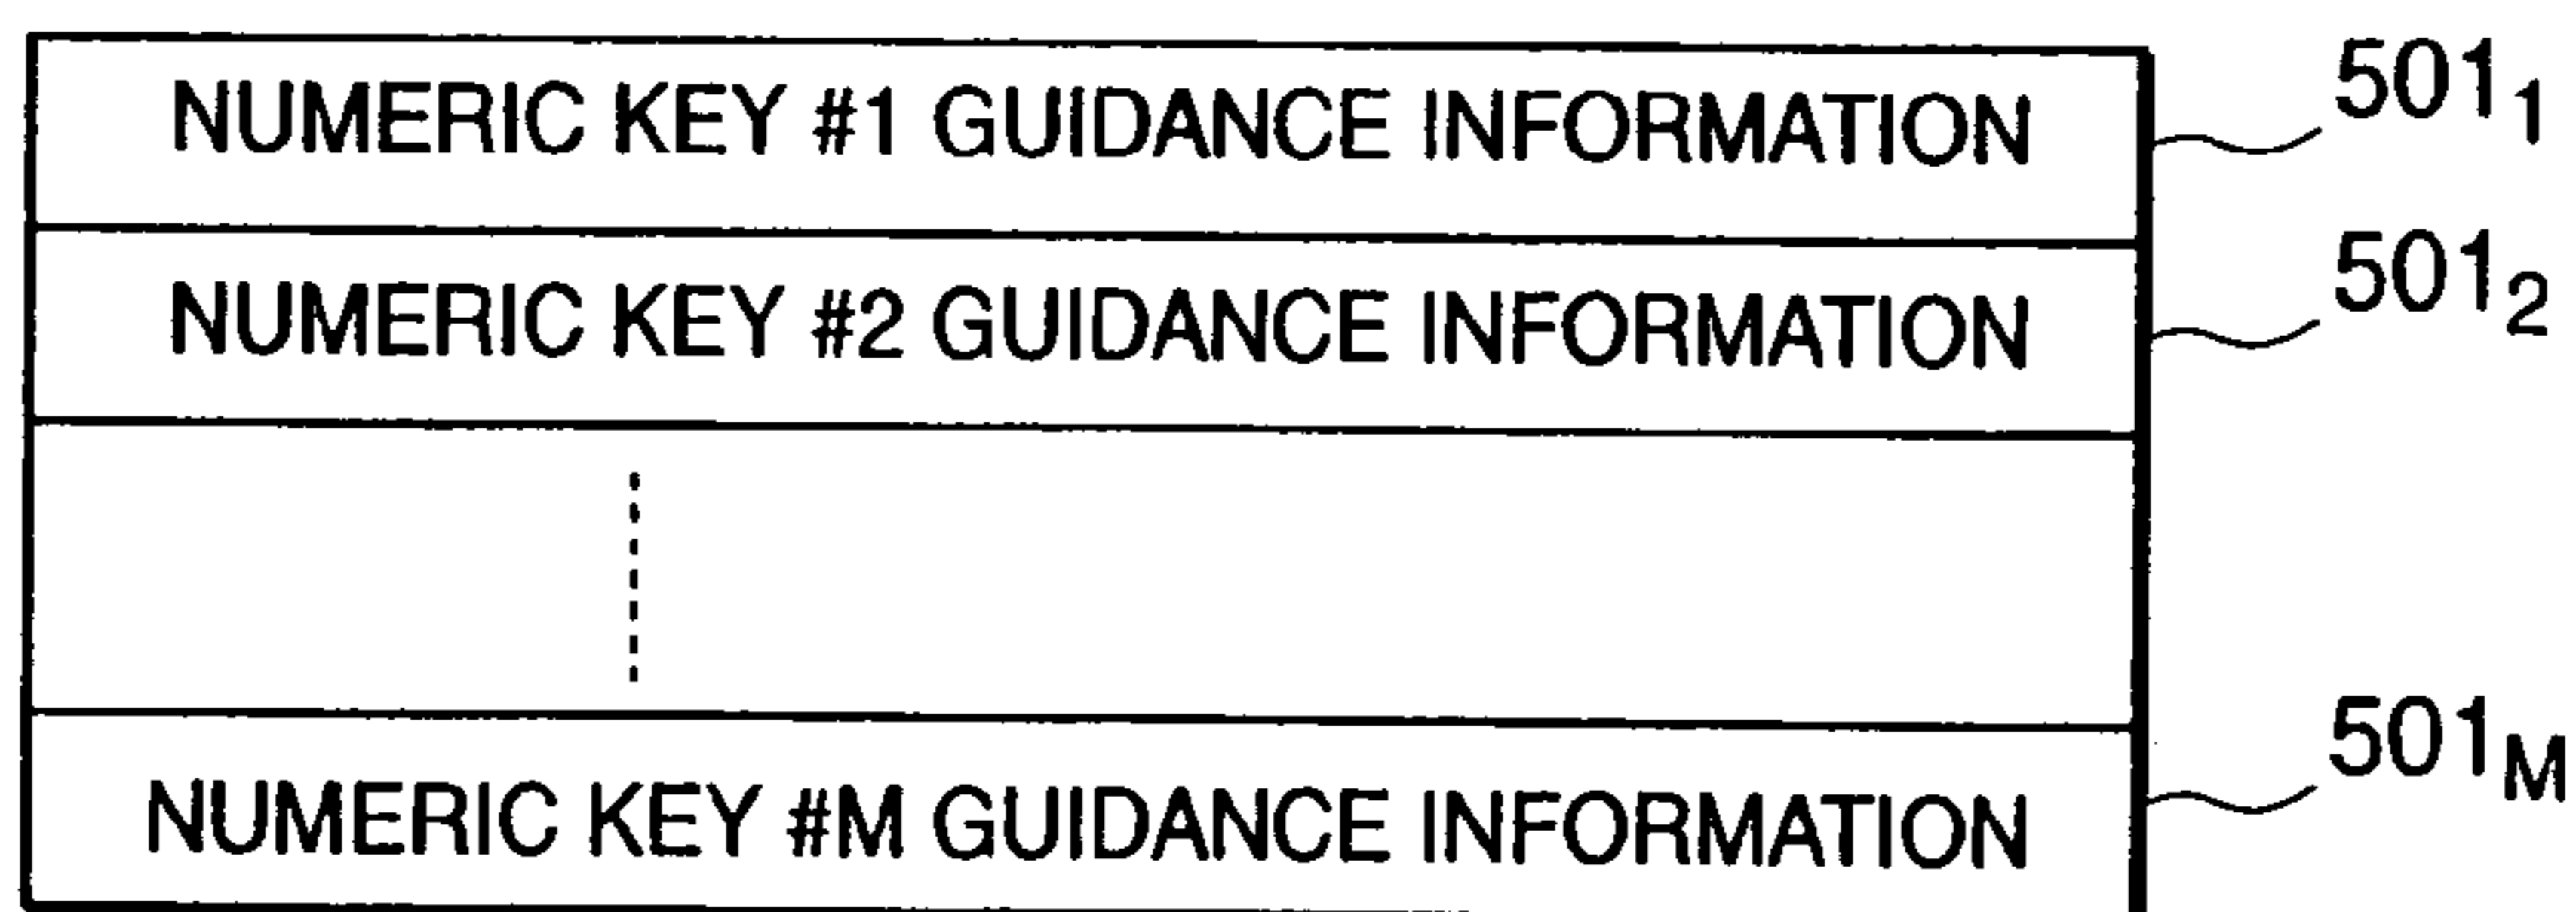 NUMERIC KEY #1 GUIDANCE INFORMATION 501₁
NUMERIC KEY #2 GUIDANCE INFORMATION 501₂
NUMERIC KEY #M GUIDANCE INFORMATION 501M